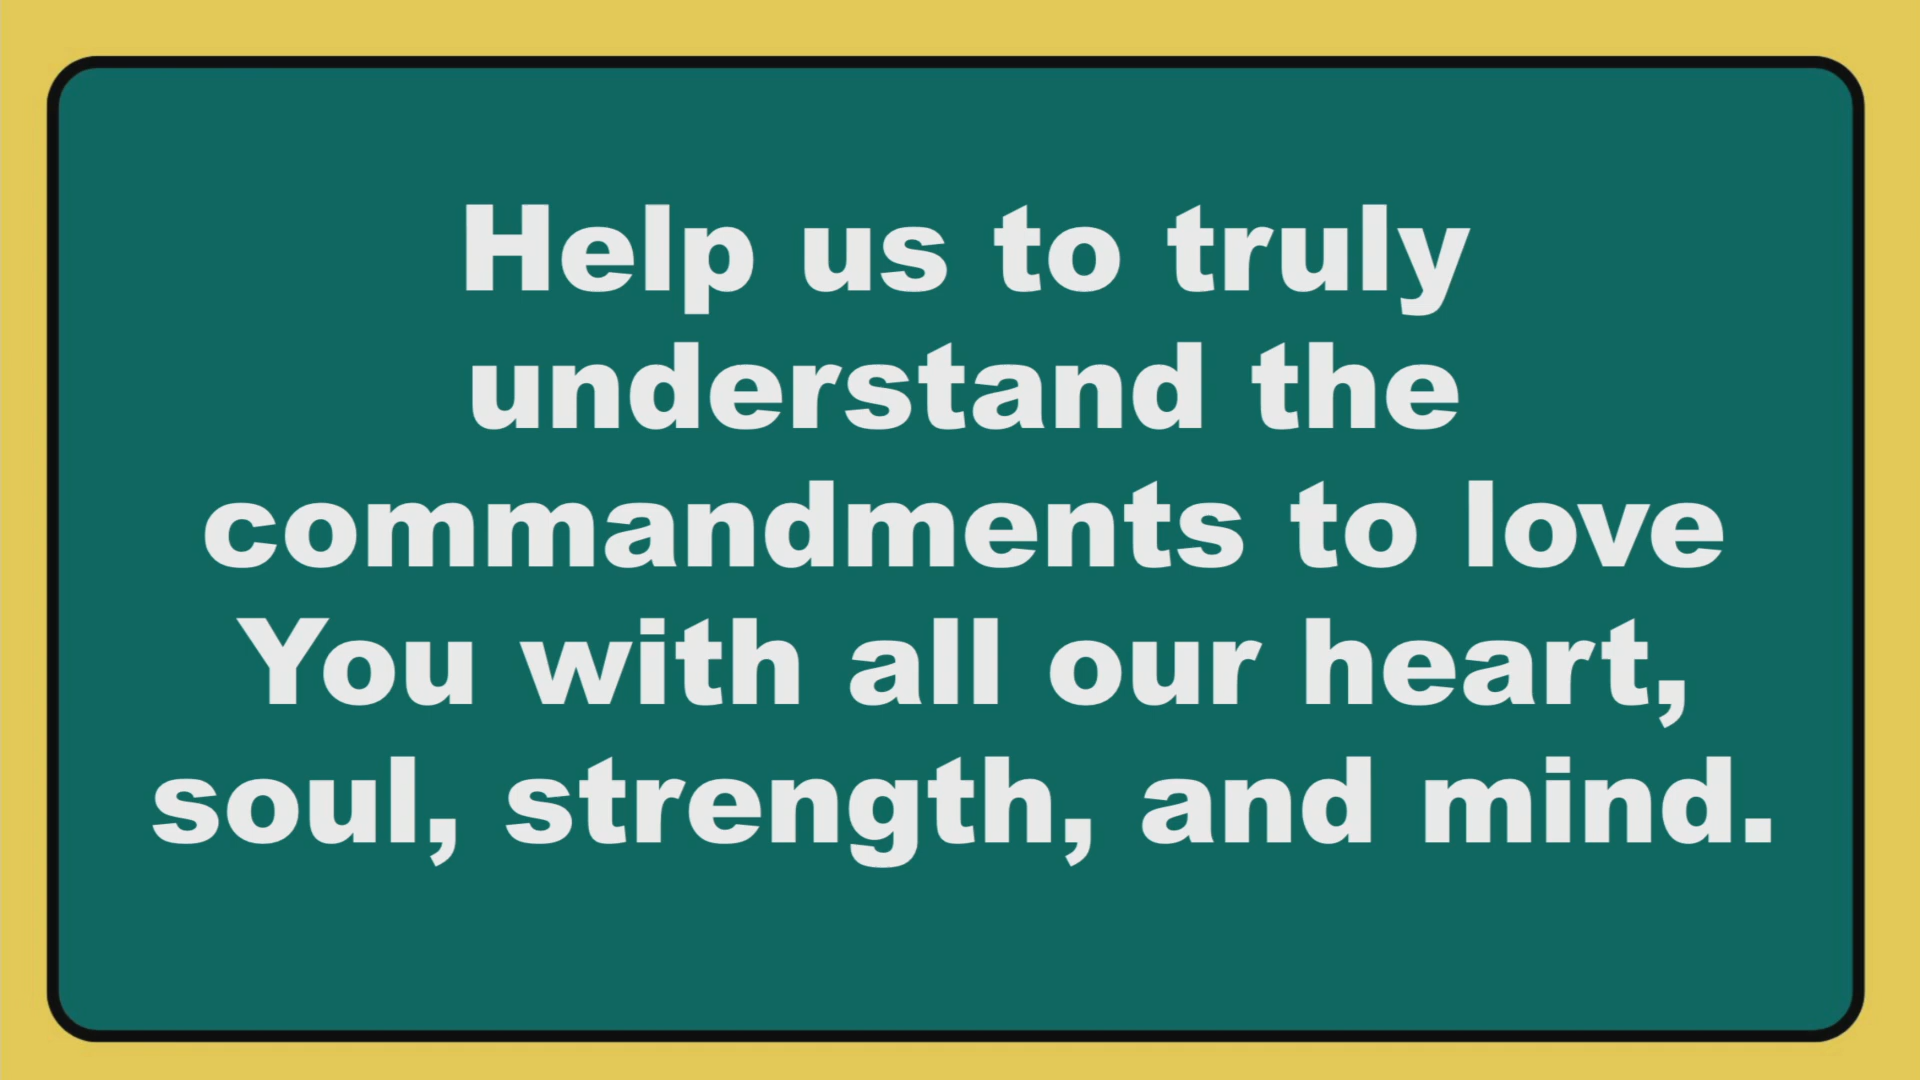 Help us to truly
understand the
commandments to love
You with all our heart,
soul, strength, and mind.